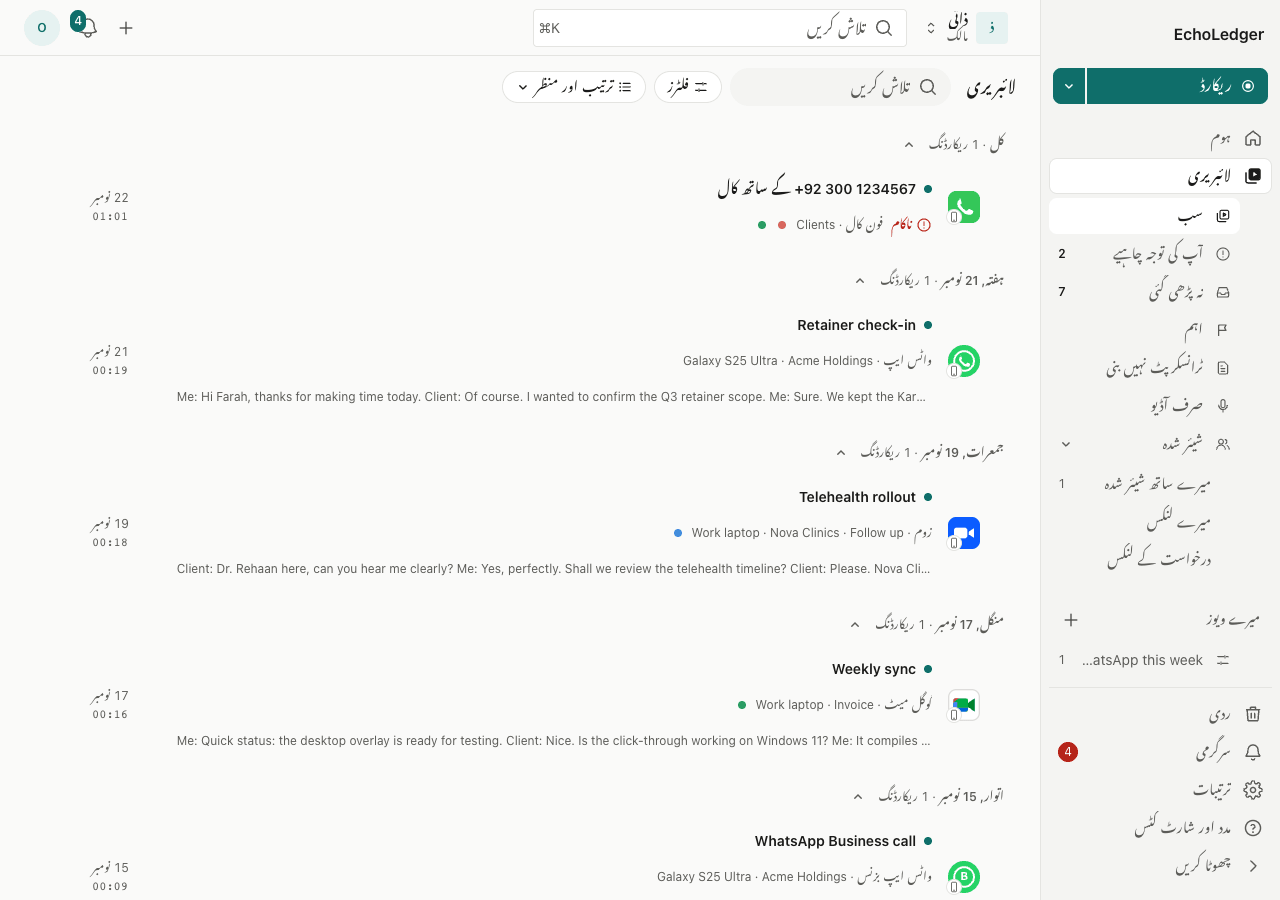 EchoLedger
ریکارڈ
ہوم
لائبریری
سب
آپ کی توجہ چاہیے 2
نہ پڑھی گئی 7
اہم
ٹرانسکرپٹ نہیں بنی
صرف آڈیو
شیئر شدہ
میرے ساتھ شیئر شدہ 1
میرے لنکس
درخواست کے لنکس
میرے ویوز
...atsApp this week 1
ردی
سرگرمی 4
ترتیبات
مدد اور شارٹ کٹس
چھوٹا کریں
ذ
ذاتی
مالک
تلاش کریں ⌘K
4
O
لائبریری
تلاش کریں
فلٹرز
ترتیب اور منظر
کل · 1 ریکارڈنگ
+92 300 1234567 کے ساتھ کال
ناکام فون کال · Clients
22 نومبر
01:01
ہفتہ, 21 نومبر · 1 ریکارڈنگ
Retainer check-in
واٹس ایپ · Galaxy S25 Ultra · Acme Holdings
Me: Hi Farah, thanks for making time today. Client: Of course. I wanted to confirm the Q3 retainer scope. Me: Sure. We kept the Kar...
21 نومبر
00:19
جمعرات, 19 نومبر · 1 ریکارڈنگ
Telehealth rollout
زوم · Work laptop · Nova Clinics · Follow up
Client: Dr. Rehaan here, can you hear me clearly? Me: Yes, perfectly. Shall we review the telehealth timeline? Client: Please. Nova Cli...
19 نومبر
00:18
منگل, 17 نومبر · 1 ریکارڈنگ
Weekly sync
گوگل میٹ · Work laptop · Invoice
Me: Quick status: the desktop overlay is ready for testing. Client: Nice. Is the click-through working on Windows 11? Me: It compiles ...
17 نومبر
00:16
اتوار, 15 نومبر · 1 ریکارڈنگ
WhatsApp Business call
واٹس ایپ بزنس · Galaxy S25 Ultra · Acme Holdings
15 نومبر
00:09